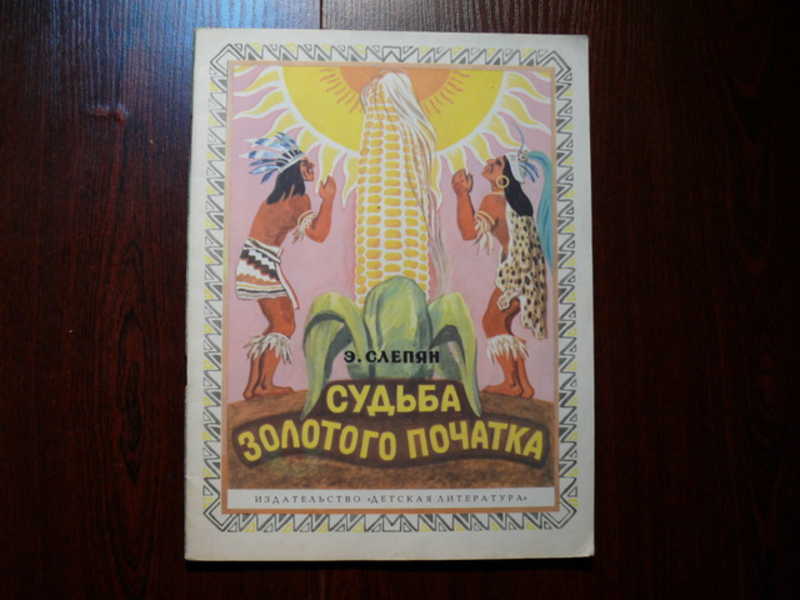 Э. СЛЕПЯН
СУДЬБА
ЗОЛОТОГО ПОЧАТКА
ИЗДАТЕЛЬСТВО «ДЕТСКАЯ ЛИТЕРАТУРА»